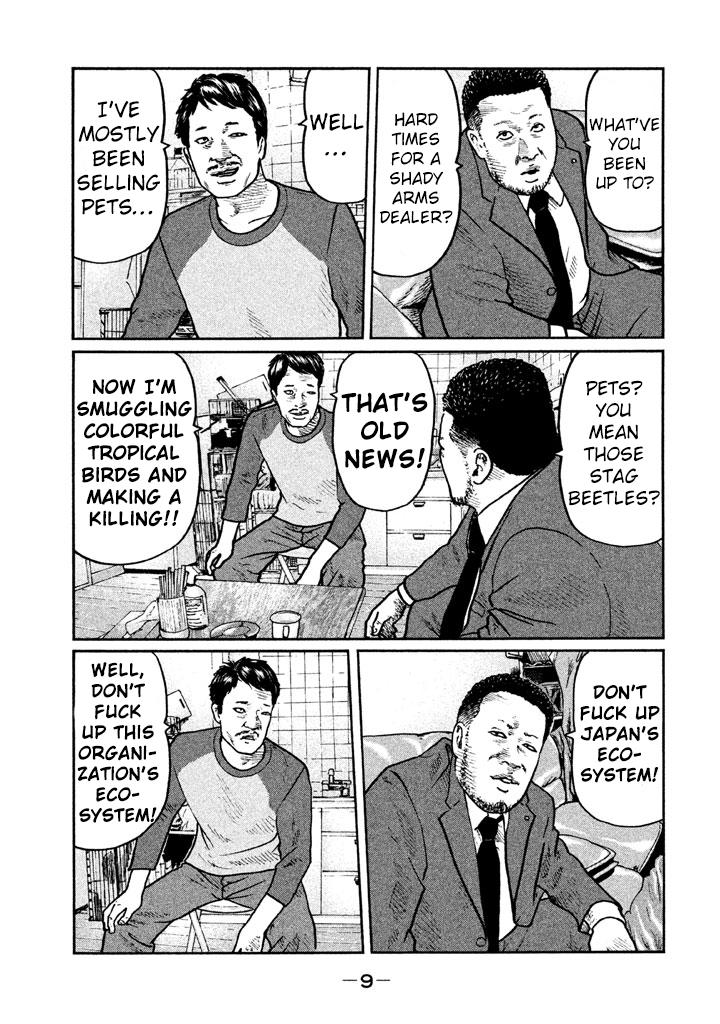 WHAT'VE
YOU
BEEN
UP TO?
HARD
TIMES
FOR A
SHADY
ARMS
DEALER?
WELL
...
I'VE
MOSTLY
BEEN
SELLING
PETS...
PETS?
YOU
MEAN
THOSE
STAG
BEETLES?
THAT'S
OLD
NEWS!
NOW I'M
SMUGGLING
COLORFUL
TROPICAL
BIRDS AND
MAKING A
KILLING!!
DON'T
FUCK UP
JAPAN'S
ECO-
SYSTEM!
WELL,
DON'T
FUCK
UP THIS
ORGANI-
ZATION'S
ECO-
SYSTEM!
—9—